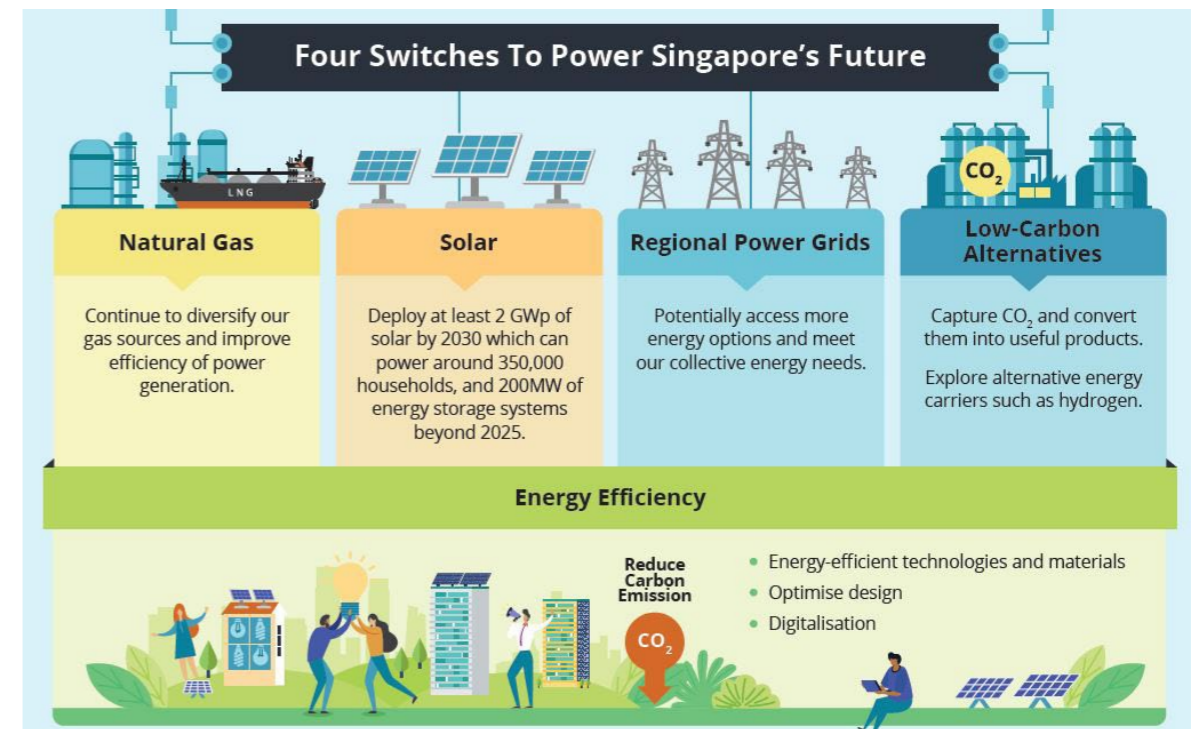 Four Switches To Power Singapore's Future
LNG
CO₂
Natural Gas
Continue to diversify our
gas sources and improve
efficiency of power
generation.
Solar
Deploy at least 2 GWp of
solar by 2030 which can
power around 350,000
households, and 200MW of
energy storage systems
beyond 2025.
Regional Power Grids
Potentially access more
energy options and meet
our collective energy needs.
Low-Carbon
Alternatives
Capture CO₂ and convert
them into useful products.
Explore alternative energy
carriers such as hydrogen.
Energy Efficiency
Reduce
Carbon
Emission
CO₂
• Energy-efficient technologies and materials
• Optimise design
• Digitalisation